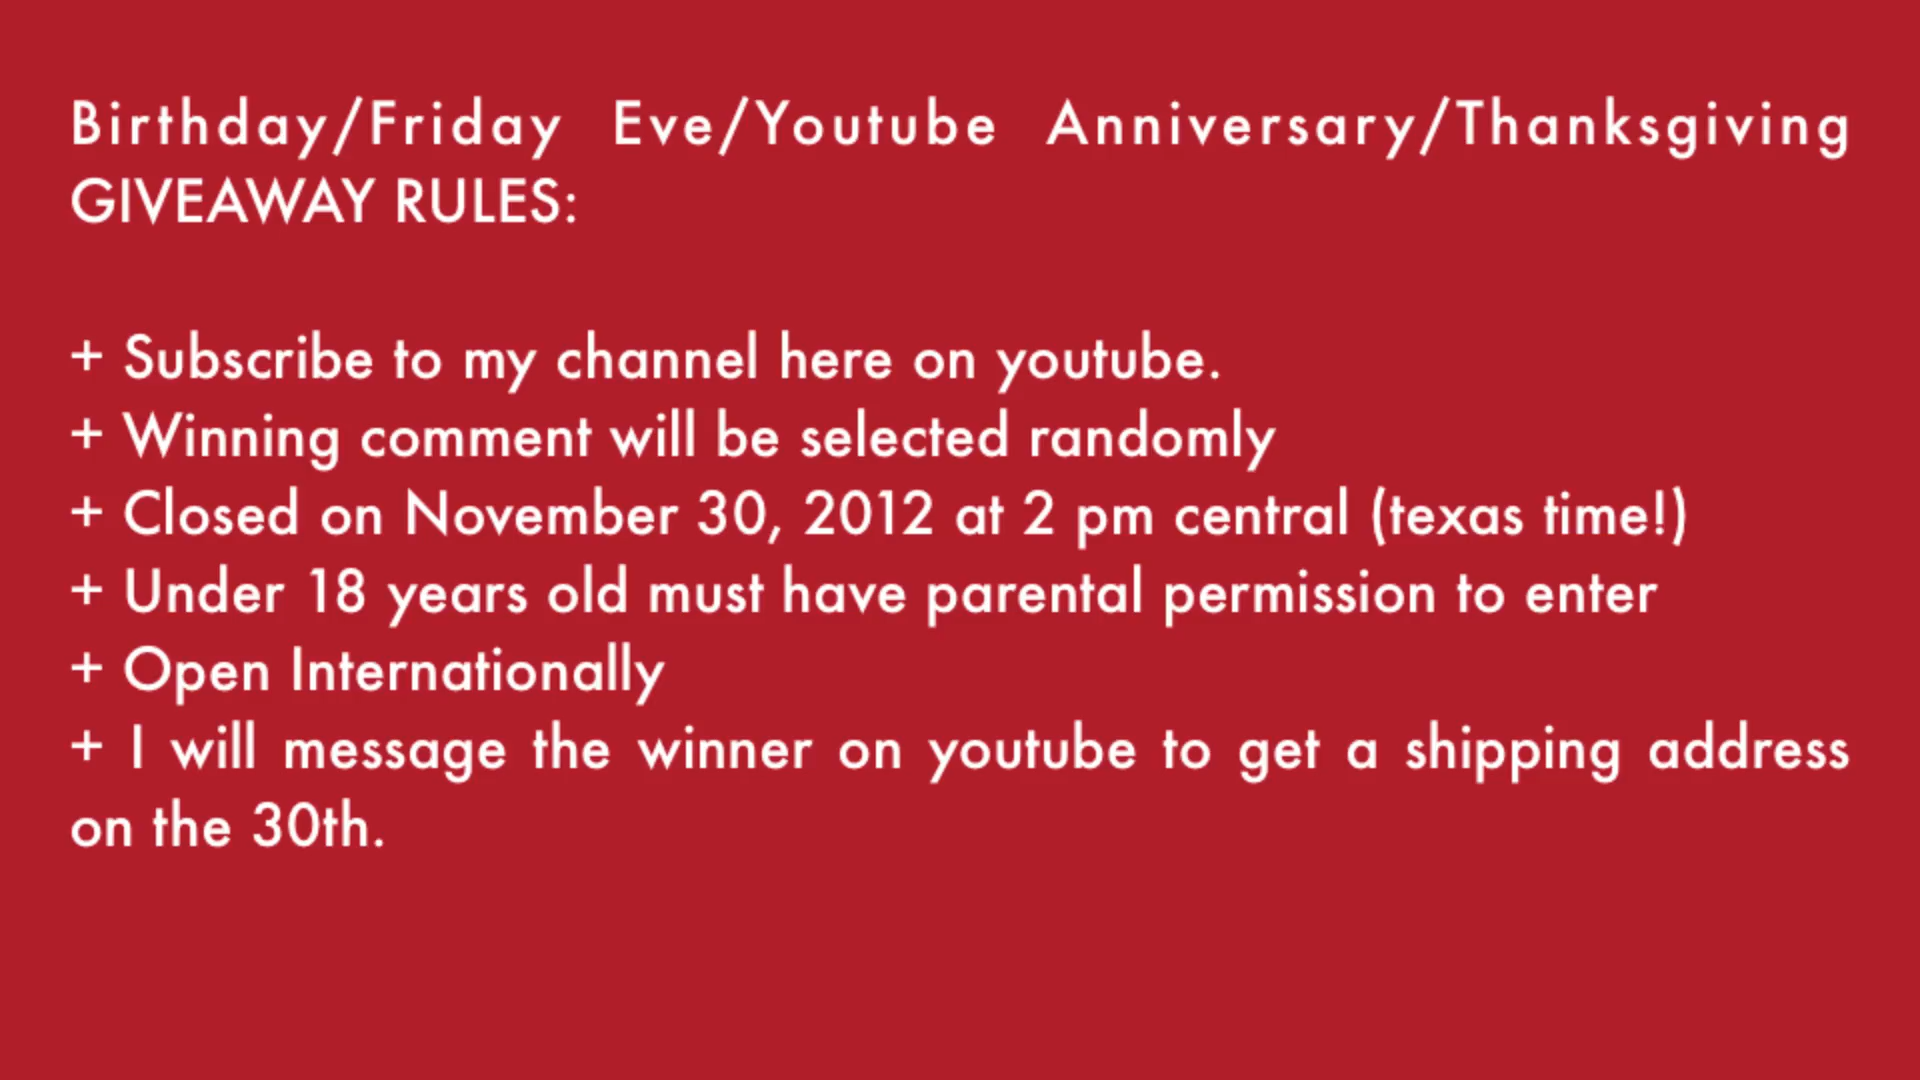 Birthday/Friday Eve/Youtube Anniversary/Thanksgiving
GIVEAWAY RULES:
+ Subscribe to my channel here on youtube.
+ Winning comment will be selected randomly
+ Closed on November 30, 2012 at 2 pm central (texas time!)
+ Under 18 years old must have parental permission to enter
+ Open Internationally
+ I will message the winner on youtube to get a shipping address
on the 30th.